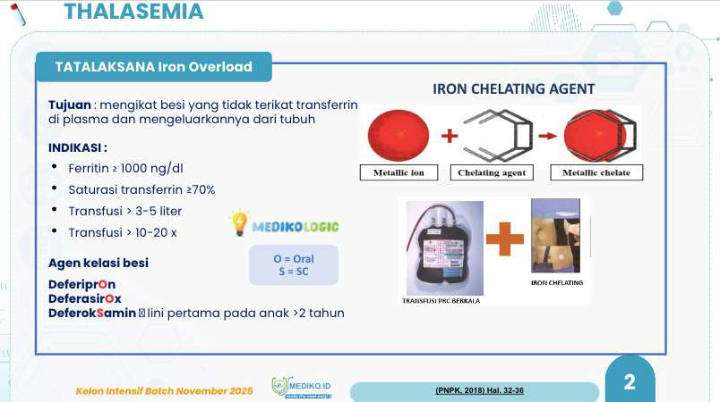 THALASEMIA
TATALAKSANA Iron Overload
Tujuan : mengikat besi yang tidak terikat transferrin
di plasma dan mengeluarkannya dari tubuh
INDIKASI :
• Ferritin ≥ 1000 ng/dl
• Saturasi transferrin ≥70%
• Transfusi > 3-5 liter
• Transfusi > 10-20 x
MEDIKOLOGIC
Agen kelasi besi
O = Oral
S = SC
DeferiprOn
DeferasirOx
DeferokSamin lini pertama pada anak >2 tahun
IRON CHELATING AGENT
Metallic ion
Chelating agent
Metallic chelate
TRANSFUSI PRC BERKALA
IRON CHELATING
Kelon Intensif Batch November 2025
MEDIKO.ID
(PNPK, 2018) Hal. 32-36
2